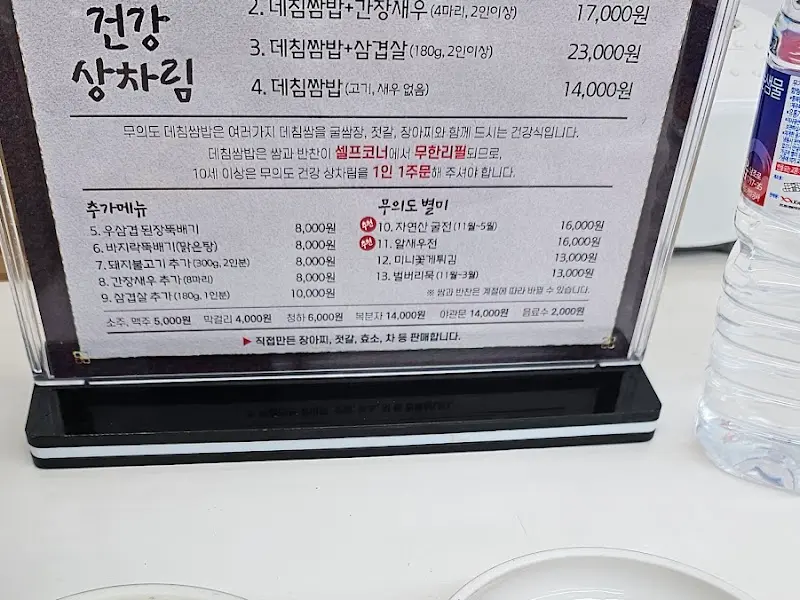 건강
상차림
2. 데침쌈밥+간장새우 (4마리, 2인이상) 17,000원
3. 데침쌈밥+삼겹살 (180g, 2인이상) 23,000원
4. 데침쌈밥 (고기, 새우 없음) 14,000원
무의도 데침쌈밥은 여러가지 데침쌈을 굴쌈장, 젓갈, 장아찌와 함께 드시는 건강식입니다.
데침쌈밥은 쌈과 반찬이 셀프코너에서 무한리필되므로,
10세 이상은 무의도 건강 상차림을 1인 1주문해 주셔야 합니다.
추가메뉴
5. 우삼겹 된장뚝배기 8,000원
6. 바지락뚝배기(맑은탕) 8,000원
7. 돼지불고기 추가 (300g, 2인분) 8,000원
8. 간장새우 추가 (8마리) 8,000원
9. 삼겹살 추가 (180g, 1인분) 10,000원
무의도 별미
추천 10. 자연산 굴전 (11월~5월) 16,000원
추천 11. 알새우전 16,000원
12. 미니꽃게튀김 13,000원
13. 벌버리묵 (11월~3월) 13,000원
※ 쌈과 반찬은 계절에 따라 바뀔 수 있습니다.
소주, 맥주 5,000원 막걸리 4,000원 청하 6,000원 복분자 14,000원 야관문 14,000원 음료수 2,000원
▶ 직접만든 장아찌, 젓갈, 효소, 차 등 판매합니다.
샘물